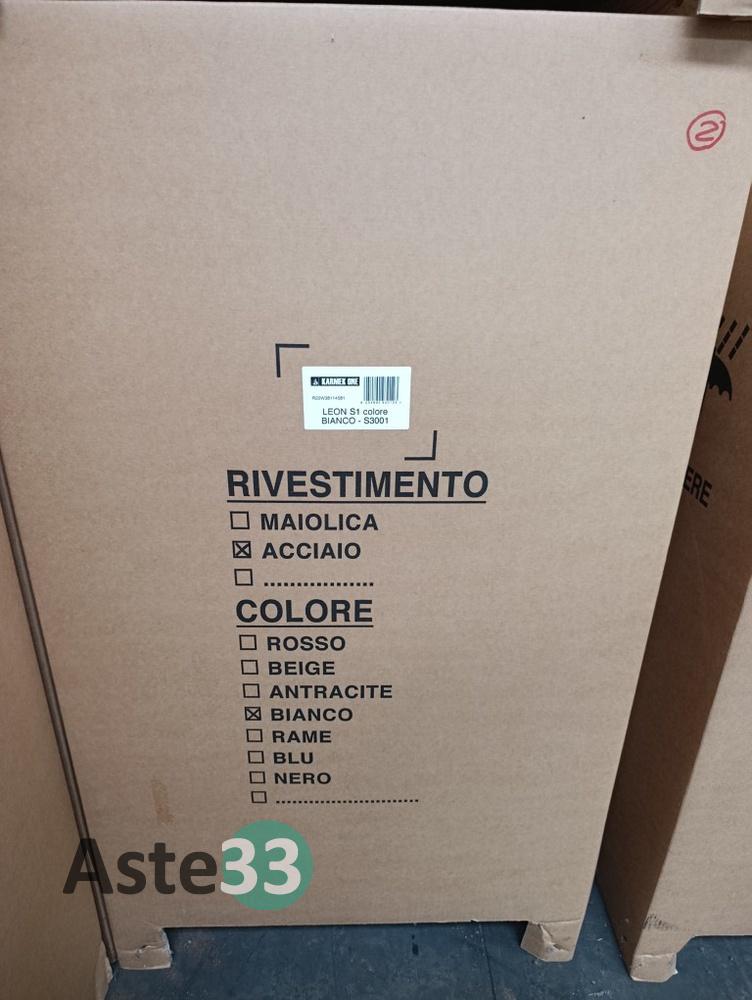 2
KARMEK ONE
LEON S1 colore
BIANCO - S3001
RIVESTIMENTO
MAIOLICA
ACCIAIO
.................
COLORE
ROSSO
BEIGE
ANTRACITE
BIANCO
RAME
BLU
NERO
..........................
ERE
Aste33